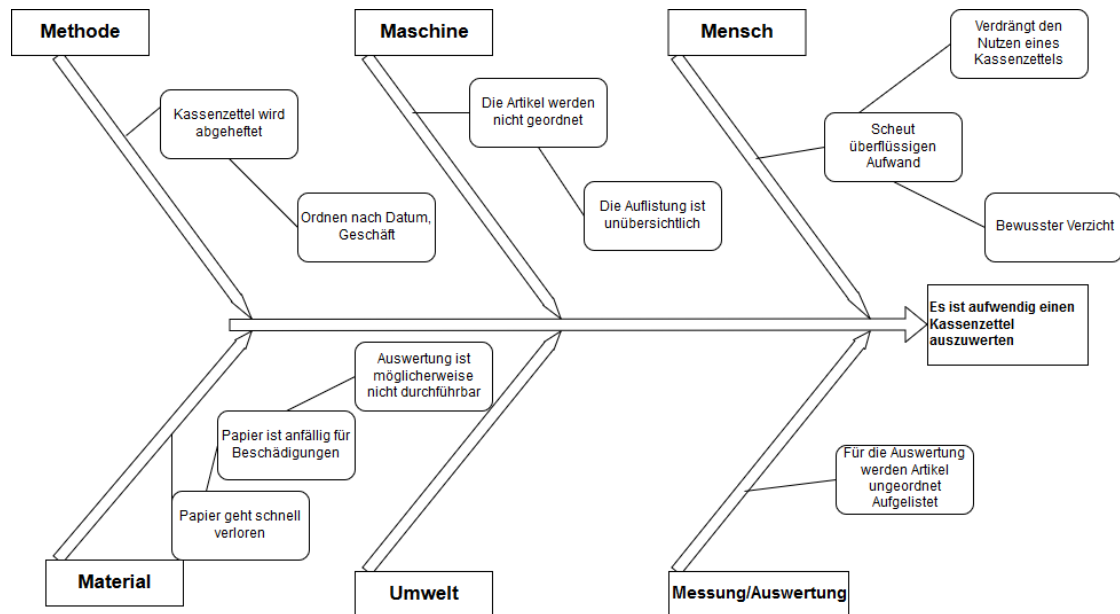 Methode
Maschine
Mensch
Verdrängt den
Nutzen eines
Kassenzettels
Kassenzettel wird
abgeheftet
Die Artikel werden
nicht geordnet
Scheut
überflüssigen
Aufwand
Ordnen nach Datum,
Geschäft
Die Auflistung ist
unübersichtlich
Bewusster Verzicht
Es ist aufwendig einen
Kassenzettel
auszuwerten
Auswertung ist
möglicherweise
nicht durchführbar
Papier ist anfällig für
Beschädigungen
Papier geht schnell
verloren
Für die Auswertung
werden Artikel
ungeordnet
Aufgelistet
Material
Umwelt
Messung/Auswertung